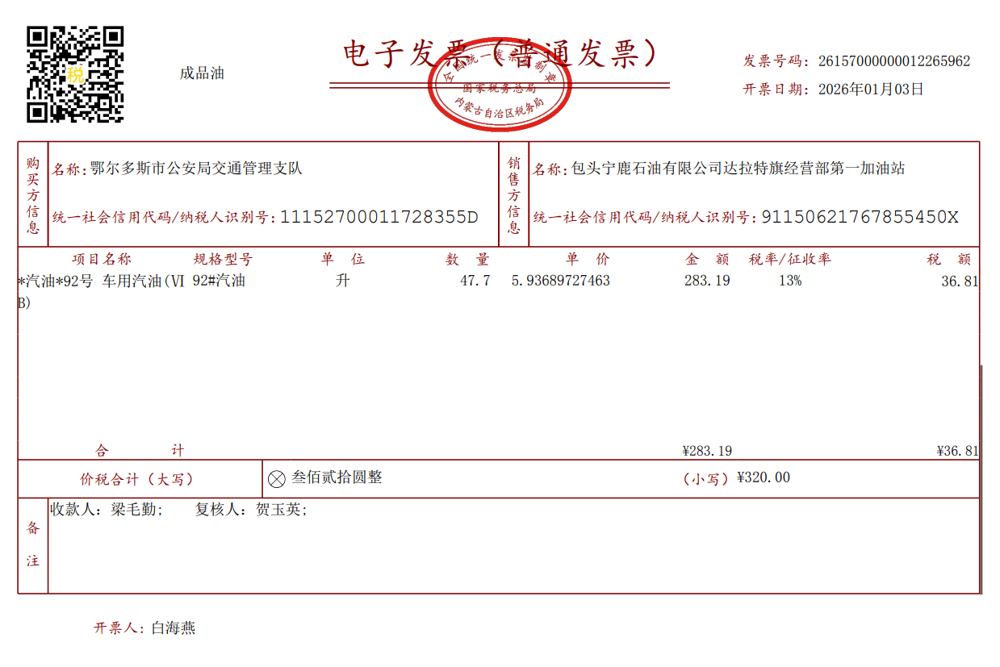 电子发票（普通发票）
成品油
税
全国统一发票监制章
国家税务总局
内蒙古自治区税务局
发票号码：26157000000012265962
开票日期：2026年01月03日
购买方信息
名称：鄂尔多斯市公安局交通管理支队
统一社会信用代码/纳税人识别号：11152700011728355D
销售方信息
名称：包头宁鹿石油有限公司达拉特旗经营部第一加油站
统一社会信用代码/纳税人识别号：91150621767855450X
项目名称 规格型号 单 位 数 量 单 价 金 额 税率/征收率 税 额
*汽油*92号 车用汽油(VI 92#汽油 升 47.7 5.93689727463 283.19 13% 36.81
B)
合 计 ¥283.19 ¥36.81
价税合计（大写） 叁佰贰拾圆整 （小写）¥320.00
备注
收款人：梁毛勤; 复核人：贺玉英;
开票人：白海燕